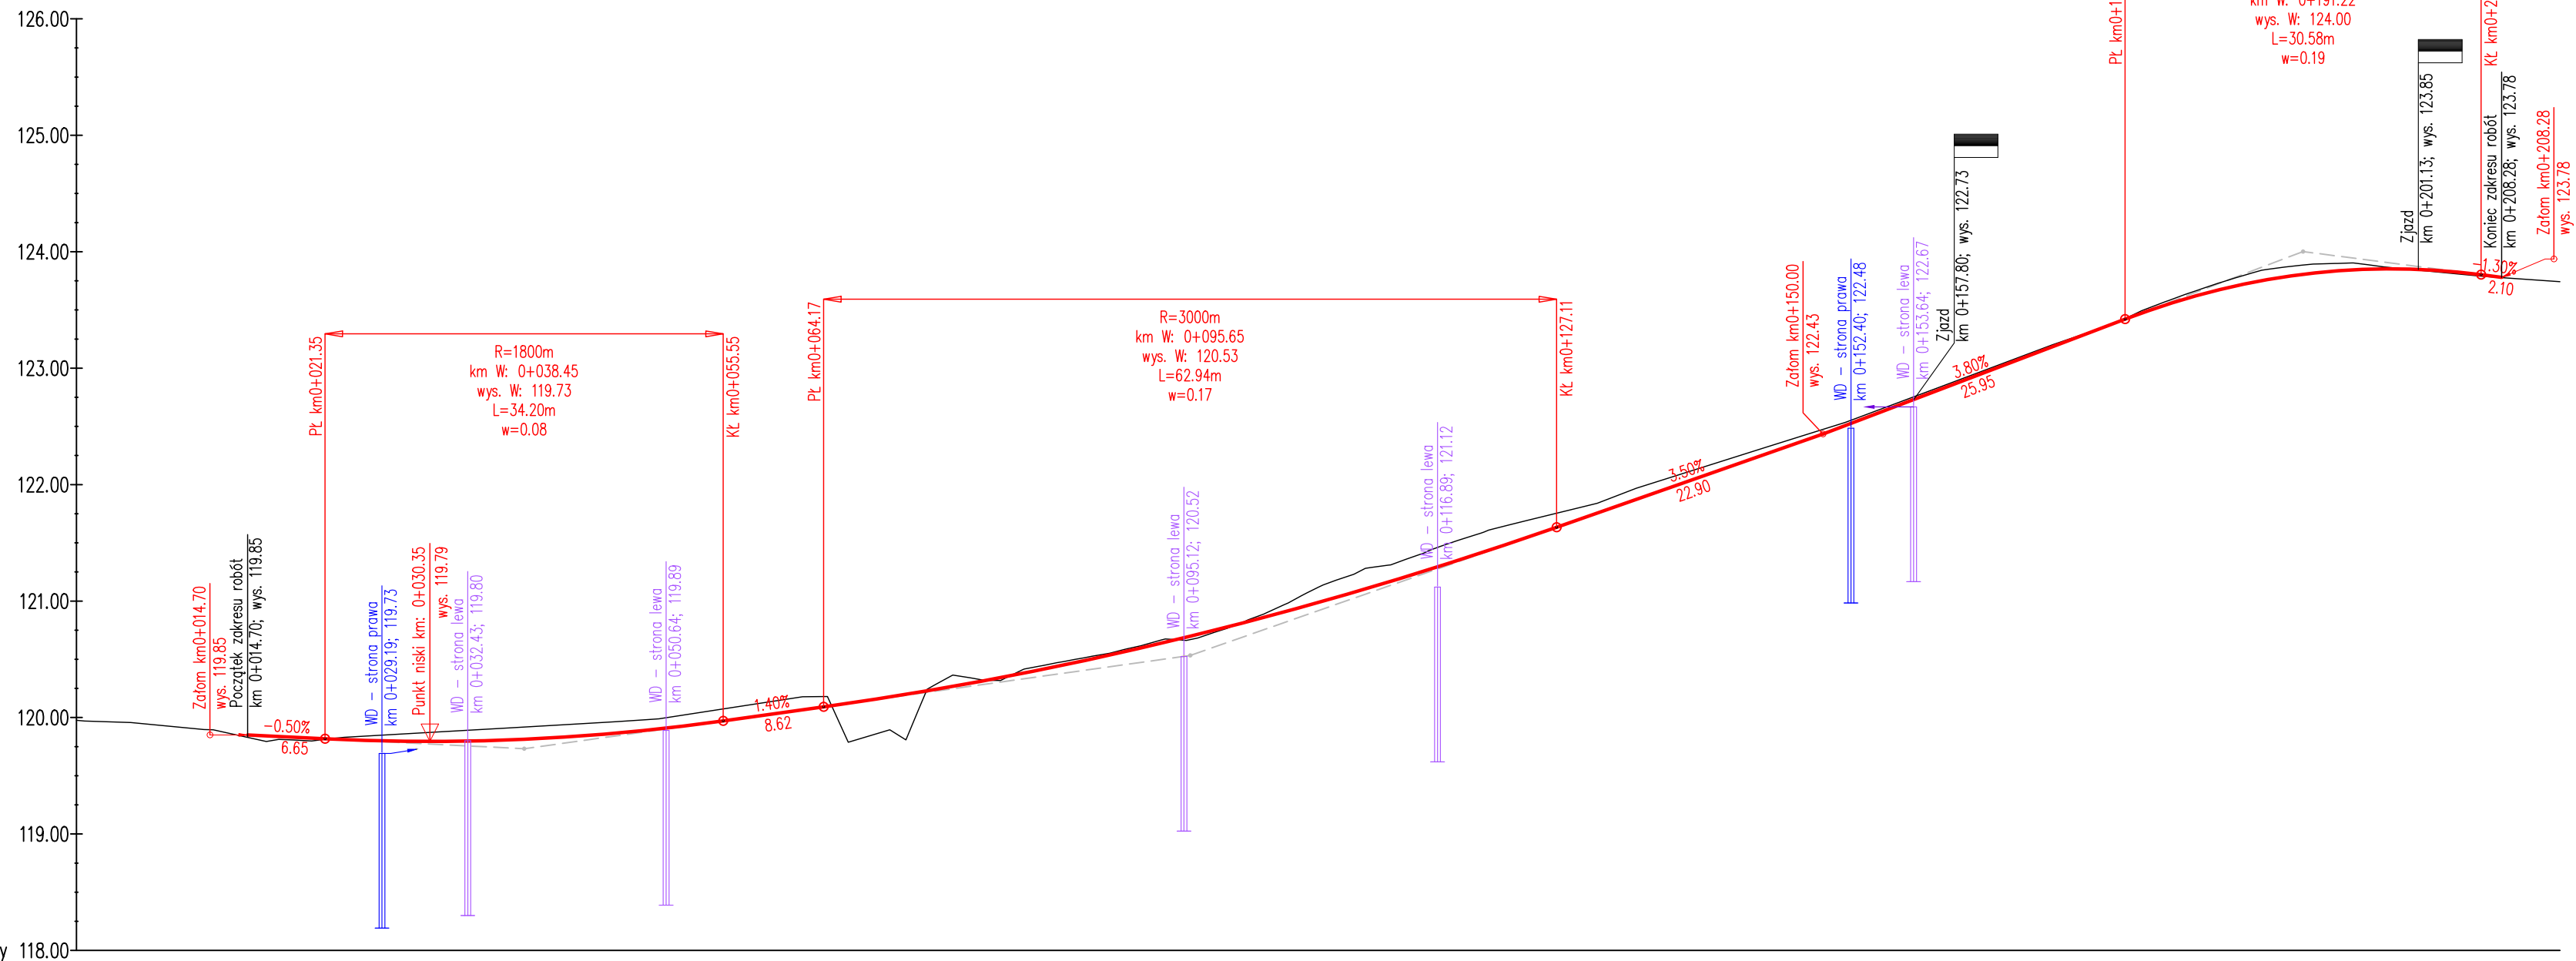 126.00
125.00
124.00
123.00
122.00
121.00
120.00
119.00
y 118.00
Załom km0+014.70
wys. 119.85
Początek zakresu robót
km 0+014.70; wys. 119.85
-0.50%
6.65
PŁ km0+021.35
R=1800m
km W: 0+038.45
wys. W: 119.73
L=34.20m
w=0.08
KŁ km0+055.55
WD - strona prawa
km 0+029.19; 119.73
Punkt niski km: 0+030.35
wys. 119.79
WD - strona lewa
km 0+032.43; 119.80
WD - strona lewa
km 0+050.64; 119.89
1.40%
8.62
PŁ km0+064.17
R=3000m
km W: 0+095.65
wys. W: 120.53
L=62.94m
w=0.17
KŁ km0+127.11
WD - strona lewa
km 0+095.12; 120.52
WD - strona lewa
km 0+116.89; 121.12
3.50%
22.90
Załom km0+150.00
wys. 122.43
WD - strona prawa
km 0+152.40; 122.48
WD - strona lewa
km 0+153.64; 122.67
Zjazd
km 0+157.80; wys. 122.73
3.80%
25.95
PŁ km0+1
km W: 0+191.22
wys. W: 124.00
L=30.58m
w=0.19
KŁ km0+2
Zjazd
km 0+201.13; wys. 123.85
Koniec zakresu robót
km 0+208.28; wys. 123.78
-1.30%
2.10
Załom km0+208.28
wys. 123.78